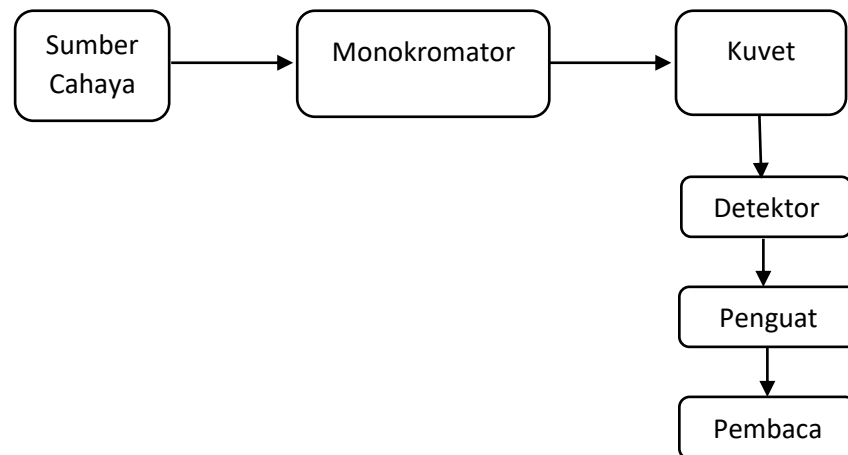 Sumber
Cahaya
Monokromator
Kuvet
Detektor
Penguat
Pembaca